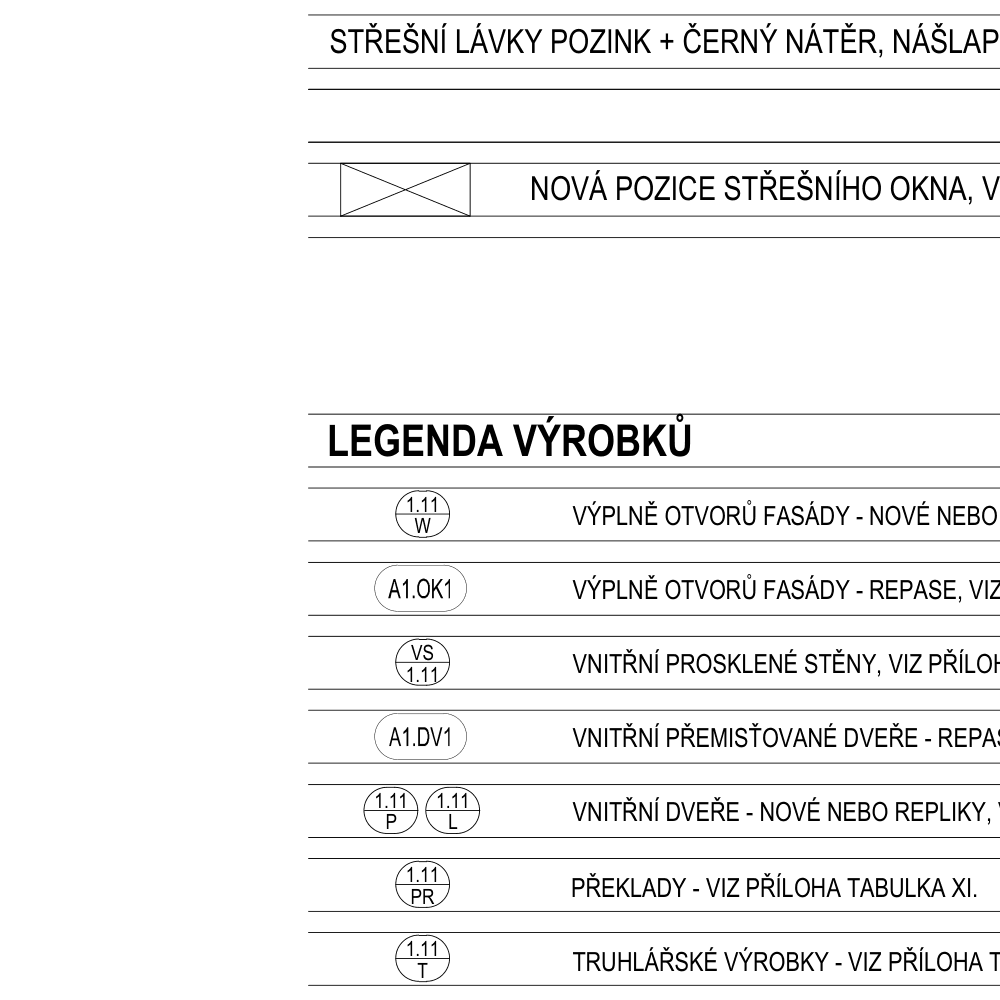 STŘEŠNÍ LÁVKY POZINK + ČERNÝ NÁTĚR, NÁŠLAP
NOVÁ POZICE STŘEŠNÍHO OKNA, V
LEGENDA VÝROBKŮ
1.11
W
VÝPLNĚ OTVORŮ FASÁDY - NOVÉ NEBO
A1.OK1
VÝPLNĚ OTVORŮ FASÁDY - REPASE, VIZ
VS
1.11
VNITŘNÍ PROSKLENÉ STĚNY, VIZ PŘÍLOH
A1.DV1
VNITŘNÍ PŘEMISŤOVANÉ DVEŘE - REPAS
1.11 1.11
P L
VNITŘNÍ DVEŘE - NOVÉ NEBO REPLIKY,
1.11
PR
PŘEKLADY - VIZ PŘÍLOHA TABULKA XI.
1.11
T
TRUHLÁŘSKÉ VÝROBKY - VIZ PŘÍLOHA T